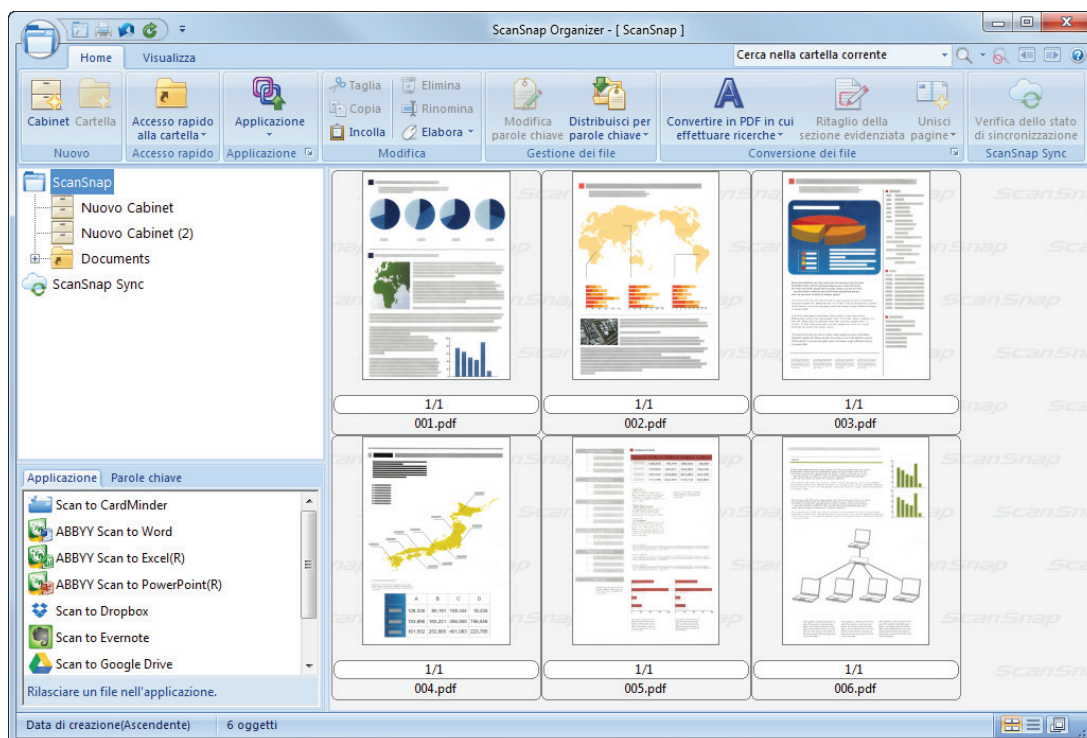 ScanSnap Organizer - [ ScanSnap ]
Home Visualizza
Cerca nella cartella corrente
Cabinet Cartella
Accesso rapido
alla cartella
Applicazione
Taglia
Copia
Incolla
Elimina
Rinomina
Elabora
Modifica
parole chiave
Distribuisci per
parole chiave
Convertire in PDF in cui
effettuare ricerche
Ritaglio della
sezione evidenziata
Unisci
pagine
Verifica dello stato
di sincronizzazione
Nuovo
Accesso rapido
Applicazione
Modifica
Gestione dei file
Conversione dei file
ScanSnap Sync
ScanSnap
Nuovo Cabinet
Nuovo Cabinet (2)
Documents
ScanSnap Sync
1/1
001.pdf
1/1
002.pdf
1/1
003.pdf
A B C D
1/1
004.pdf
1/1
005.pdf
1/1
006.pdf
Applicazione Parole chiave
Scan to CardMinder
ABBYY Scan to Word
ABBYY Scan to Excel(R)
ABBYY Scan to PowerPoint(R)
Scan to Dropbox
Scan to Evernote
Scan to Google Drive
Rilasciare un file nell'applicazione.
Data di creazione(Ascendente)
6 oggetti